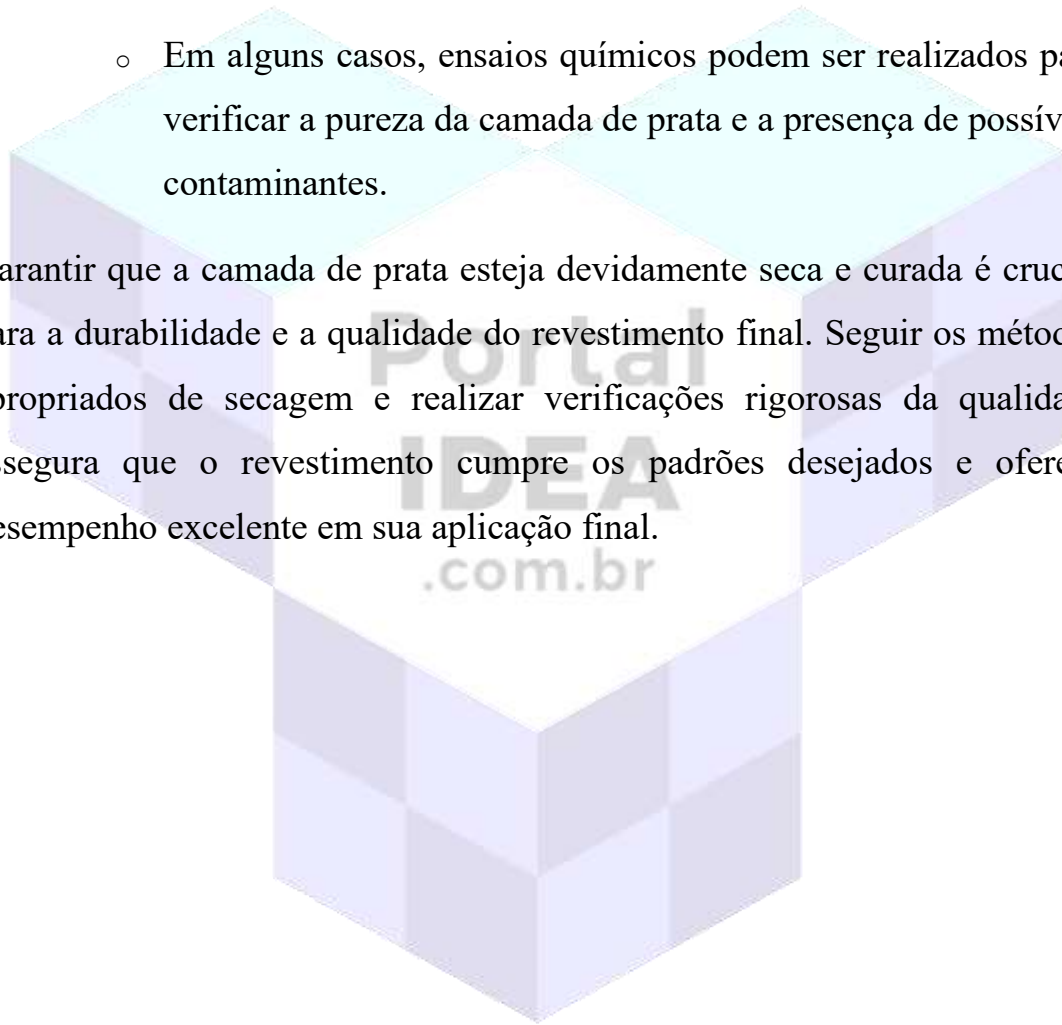 o Em alguns casos, ensaios químicos podem ser realizados pa
verificar a pureza da camada de prata e a presença de possív
contaminantes.
arantir que a camada de prata esteja devidamente seca e curada é cruc
ara a durabilidade e a qualidade do revestimento final. Seguir os métod
propriados de secagem e realizar verificações rigorosas da qualida
ssegura que o revestimento cumpre os padrões desejados e ofere
esempenho excelente em sua aplicação final.
Portal
IDEA
.com.br